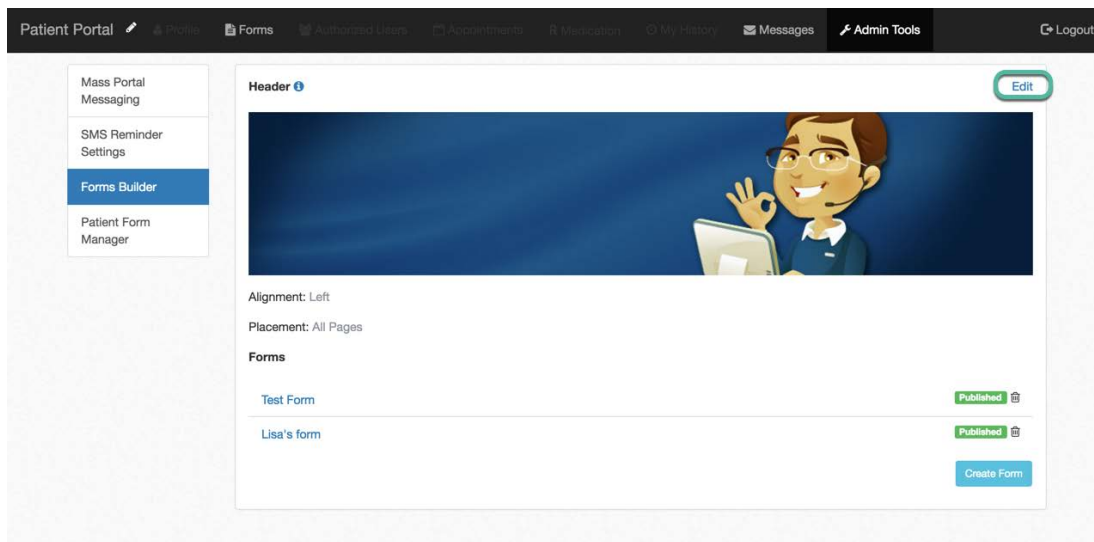 Patient Portal Profile Forms Authorized Users Appointments Medication My History Messages Admin Tools Logout
Mass Portal
Messaging
SMS Reminder
Settings
Forms Builder
Patient Form
Manager
Header Edit
Alignment: Left
Placement: All Pages
Forms
Test Form Published
Lisa's form Published
Create Form